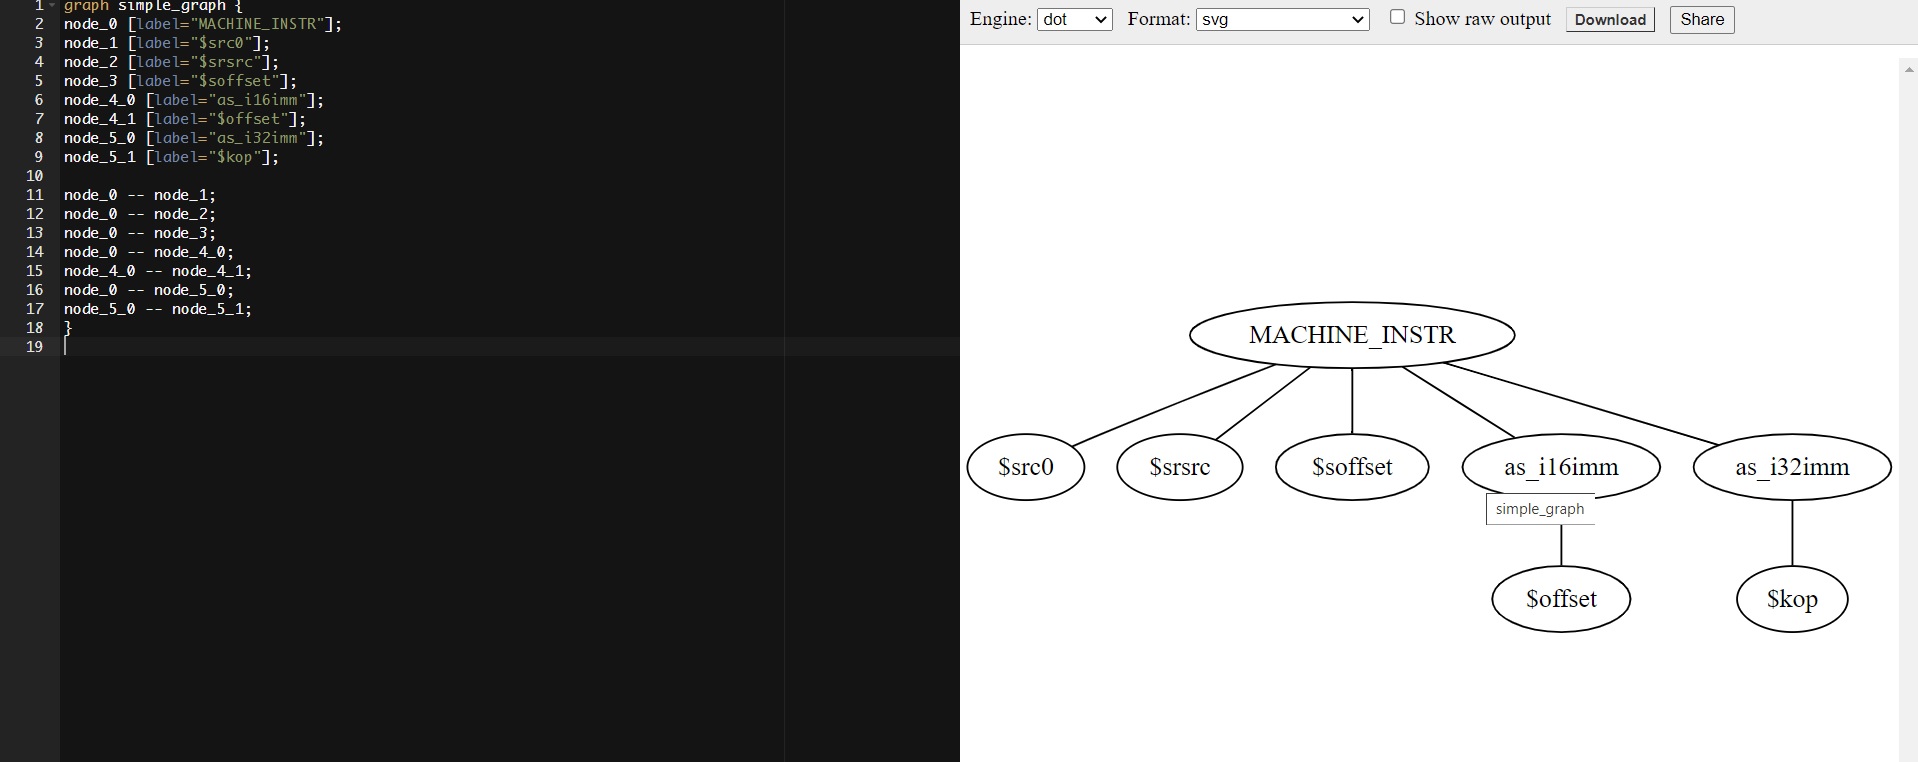 1 graph simple_graph {
2 node_0 [label="MACHINE_INSTR"];
3 node_1 [label="$src0"];
4 node_2 [label="$srsrc"];
5 node_3 [label="$soffset"];
6 node_4_0 [label="as_i16imm"];
7 node_4_1 [label="$offset"];
8 node_5_0 [label="as_i32imm"];
9 node_5_1 [label="$kop"];
10
11 node_0 -- node_1;
12 node_0 -- node_2;
13 node_0 -- node_3;
14 node_0 -- node_4_0;
15 node_4_0 -- node_4_1;
16 node_0 -- node_5_0;
17 node_5_0 -- node_5_1;
18 }
19
Engine: dot Format: svg Show raw output Download Share
MACHINE_INSTR
$src0 $srsrc $soffset as_i16imm as_i32imm
simple_graph
$offset $kop